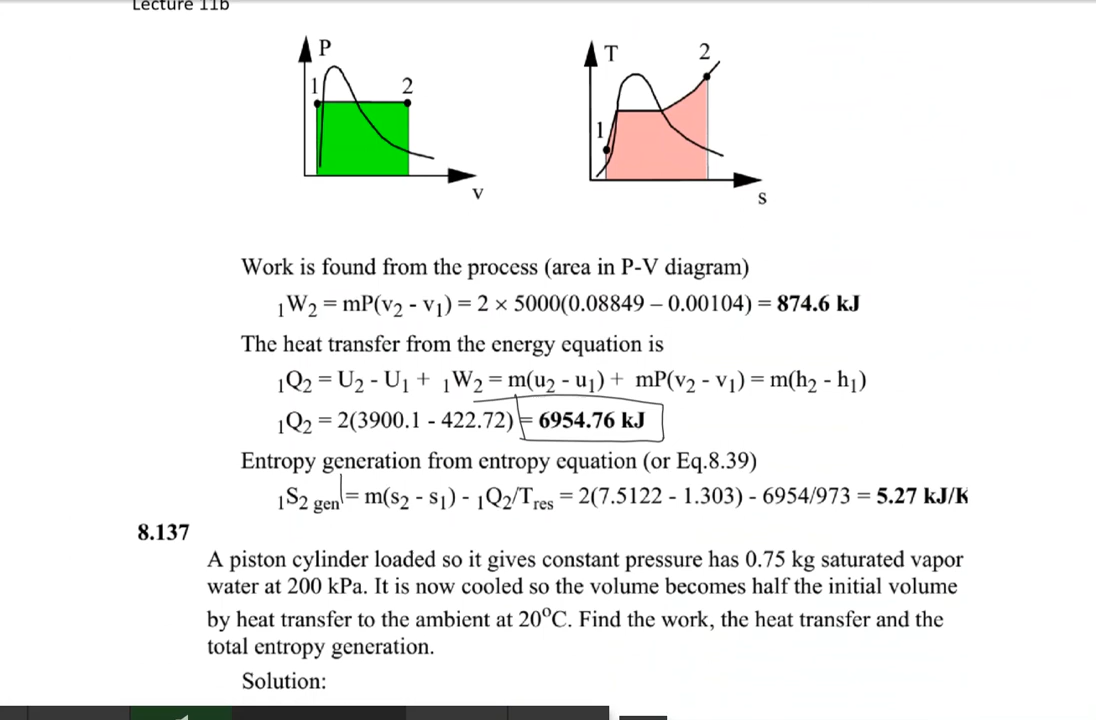 Lecture 11b
P
1
2
v
T
2
1
s
Work is found from the process (area in P-V diagram)
₁W₂ = mP(v₂ - v₁) = 2 × 5000(0.08849 – 0.00104) = 874.6 kJ
The heat transfer from the energy equation is
₁Q₂ = U₂ - U₁ + ₁W₂ = m(u₂ - u₁) + mP(v₂ - v₁) = m(h₂ - h₁)
₁Q₂ = 2(3900.1 - 422.72) = 6954.76 kJ
Entropy generation from entropy equation (or Eq.8.39)
₁S₂ gen = m(s₂ - s₁) - ₁Q₂/Tres = 2(7.5122 - 1.303) - 6954/973 = 5.27 kJ/K
8.137
A piston cylinder loaded so it gives constant pressure has 0.75 kg saturated vapor
water at 200 kPa. It is now cooled so the volume becomes half the initial volume
by heat transfer to the ambient at 20°C. Find the work, the heat transfer and the
total entropy generation.
Solution: